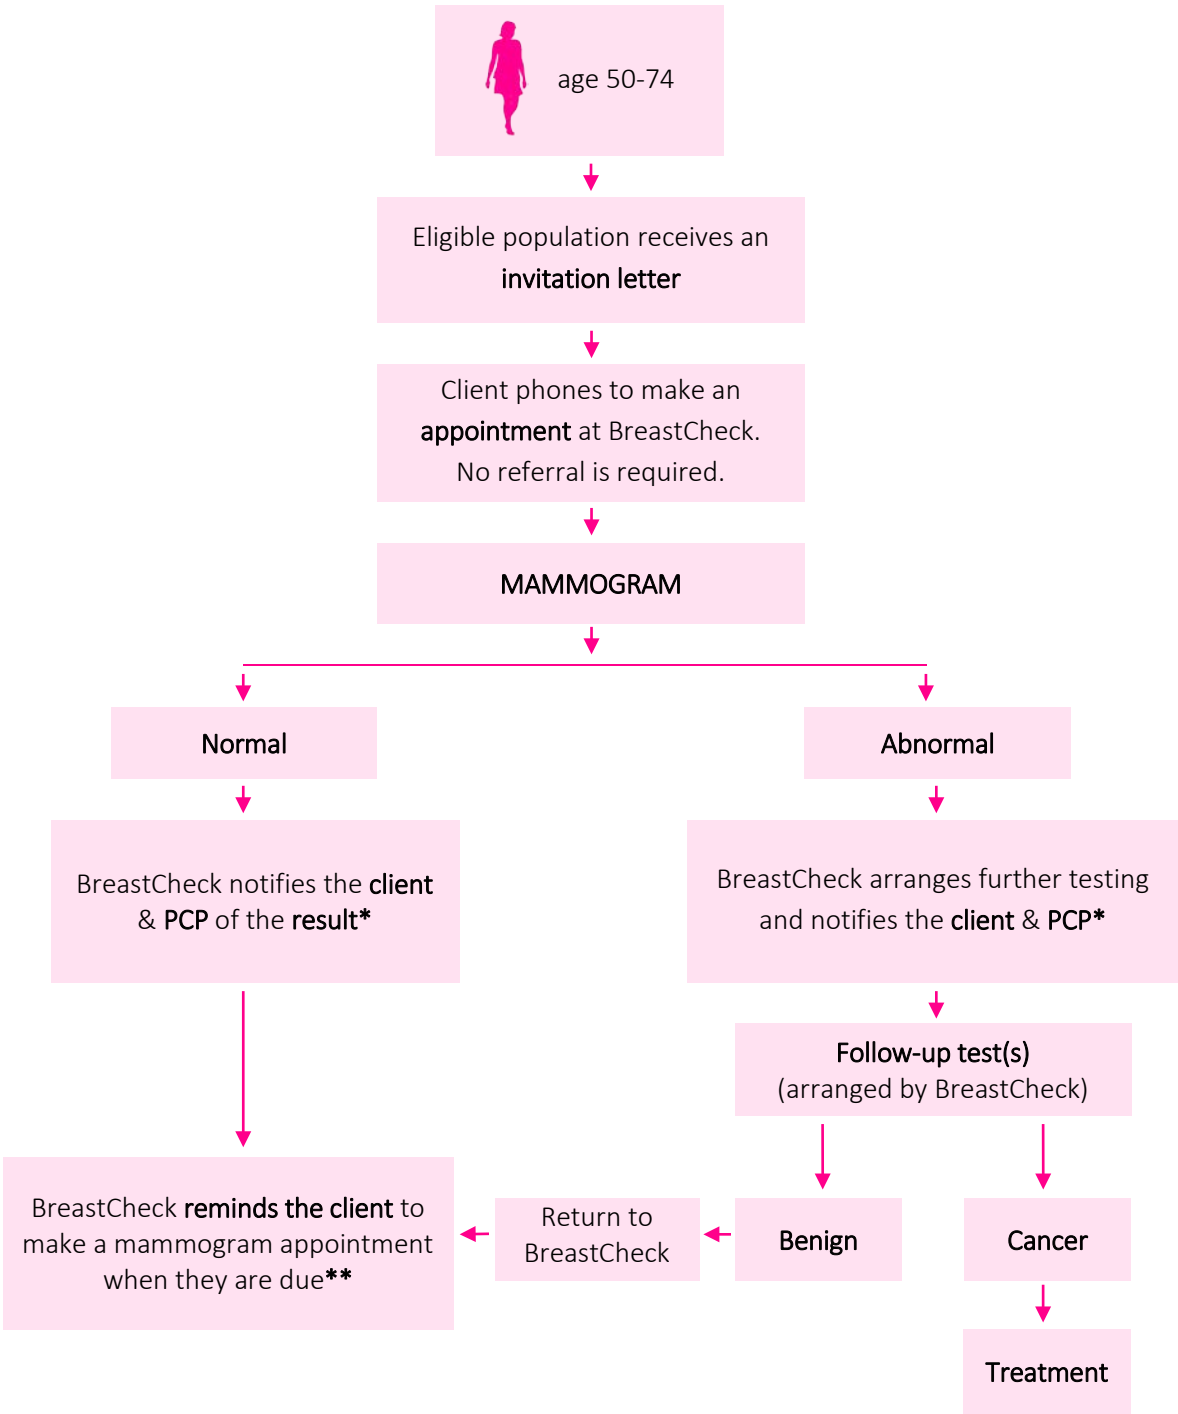 age 50-74
Eligible population receives an
invitation letter
Client phones to make an
appointment at BreastCheck.
No referral is required.
MAMMOGRAM
Normal
Abnormal
BreastCheck notifies the client
& PCP of the result*
BreastCheck arranges further testing
and notifies the client & PCP*
Follow-up test(s)
(arranged by BreastCheck)
BreastCheck reminds the client to
make a mammogram appointment
when they are due**
Return to
BreastCheck
Benign
Cancer
Treatment